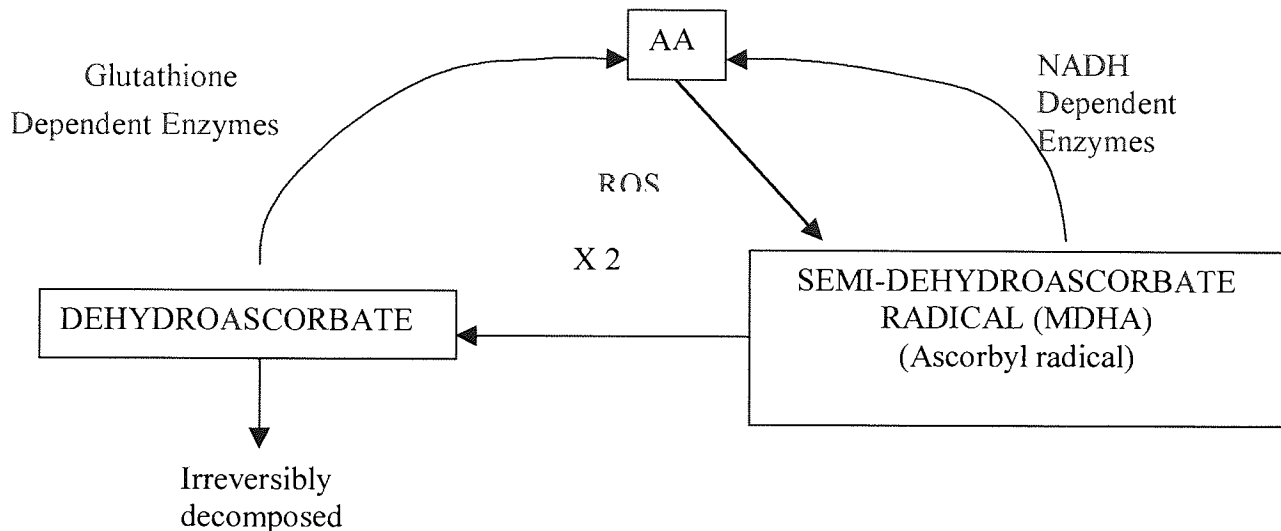 AA
Glutathione
Dependent Enzymes
NADH
Dependent
Enzymes
ROS
X 2
SEMI-DEHYDROASCORBATE
RADICAL (MDHA)
(Ascorbyl radical)
DEHYDROASCORBATE
Irreversibly
decomposed